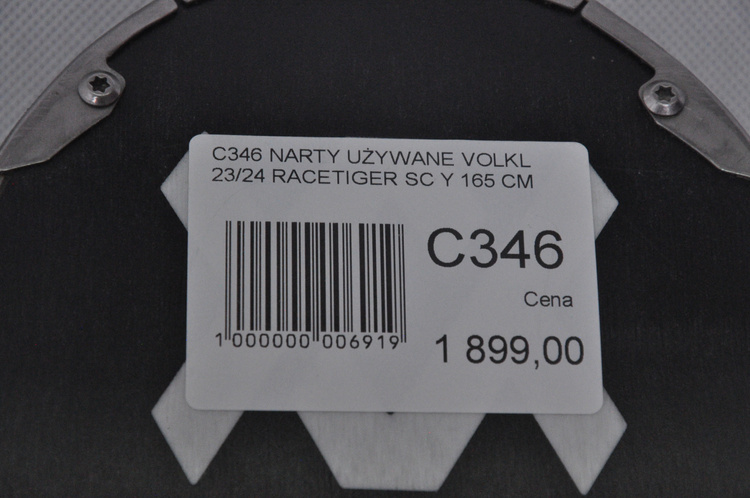 C346 NARTY UŻYWANE VOLKL
23/24 RACETIGER SC Y 165 CM
C346
Cena
1 000000 006919
1 899,00